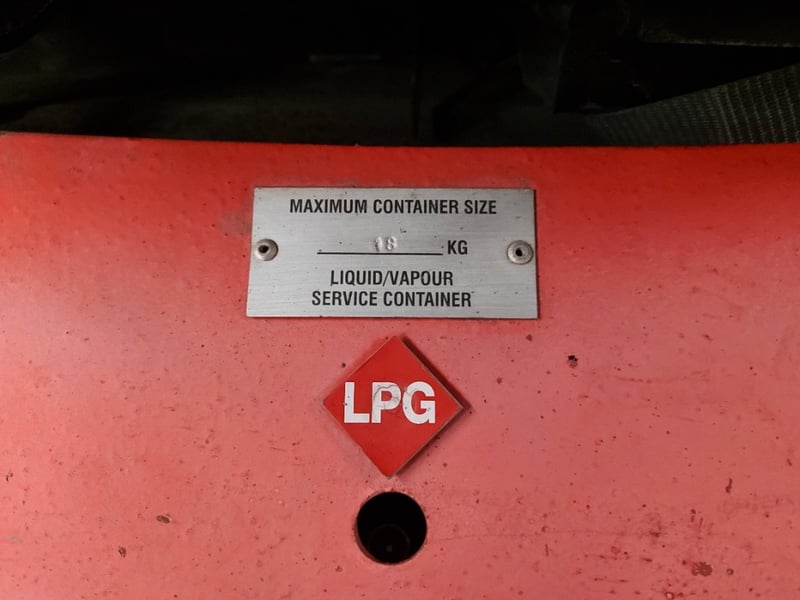 MAXIMUM CONTAINER SIZE
18 KG
LIQUID/VAPOUR
SERVICE CONTAINER
LPG